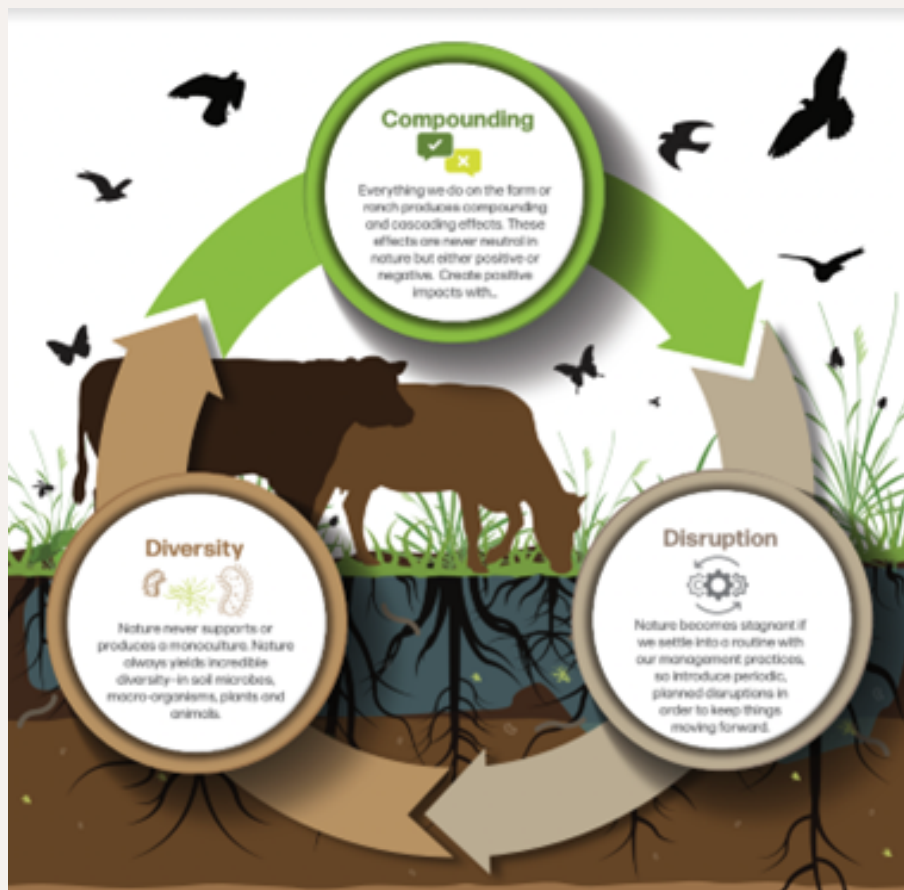 Compounding
Everything we do on the farm or
ranch produces compounding
and cascading effects. These
effects are never neutral in
nature but either positive or
negative. Create positive
impacts with...
Disruption
Nature becomes stagnant if
we settle into a routine with
our management practices,
so introduce periodic,
planned disruptions in
order to keep things
moving forward.
Diversity
Nature never supports or
produces a monoculture. Nature
always yields incredible
diversity-in soil microbes,
macro-organisms, plants and
animals.